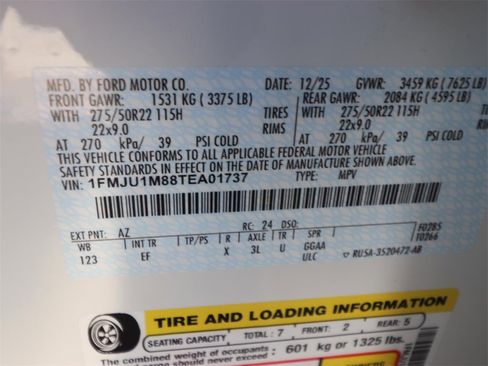 MFD. BY FORD MOTOR CO. 12/25 GVWR: 3459 KG (7625 LB)
FRONT GAWR: 1531 KG (3375 LB) REAR GAWR: 2084 KG (4595 LB)
WITH 275/50R22 115H TIRES WITH 275/50R22 115H
22x9.0 RIMS 22x9.0
AT 270 kPa/ 39 PSI COLD AT 270 kPa/ 39 PSI COLD
THIS VEHICLE CONFORMS TO ALL APPLICABLE FEDERAL MOTOR VEHICLE
SAFETY STANDARDS IN EFFECT ON THE DATE OF MANUFACTURE SHOWN ABOVE.
VIN: 1FMJU1M88TEA01737 TYPE: MPV
EXT PNT: AZ RC: 24 DSO: F0285
WB INT TR TP/PS R AXLE TR SPR T0266
123 EF X 3L U GGAA
ULC RU5A-3520472-AB
TIRE AND LOADING INFORMATION
SEATING CAPACITY TOTAL: 7 FRONT: 2 REAR: 5
The combined weight of occupants 601 kg or 1325 lbs.
should never exceed